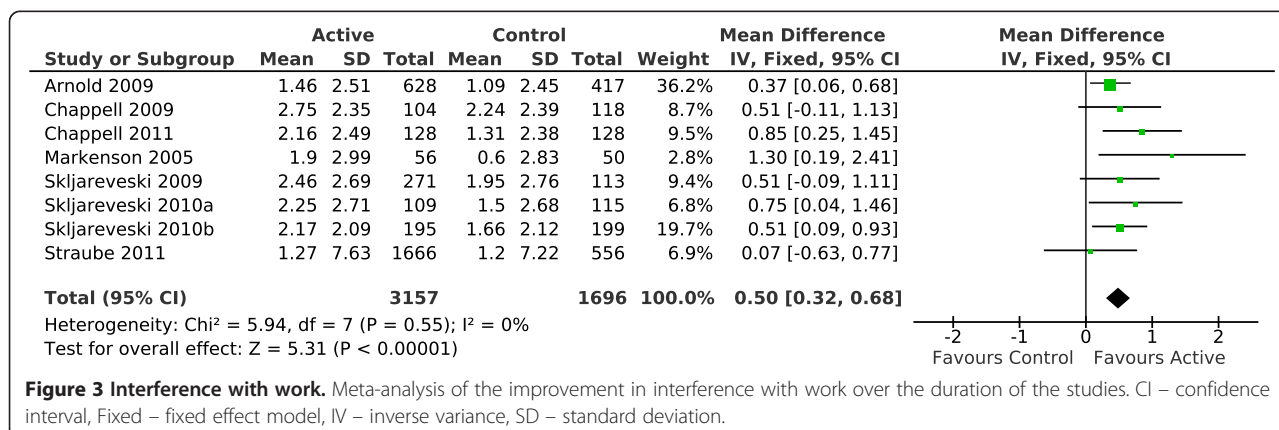 Active Control Mean Difference Mean Difference
Study or Subgroup Mean SD Total Mean SD Total Weight IV, Fixed, 95% CI IV, Fixed, 95% CI
Arnold 2009 1.46 2.51 628 1.09 2.45 417 36.2% 0.37 [0.06, 0.68]
Chappell 2009 2.75 2.35 104 2.24 2.39 118 8.7% 0.51 [-0.11, 1.13]
Chappell 2011 2.16 2.49 128 1.31 2.38 128 9.5% 0.85 [0.25, 1.45]
Markenson 2005 1.9 2.99 56 0.6 2.83 50 2.8% 1.30 [0.19, 2.41]
Skljareveski 2009 2.46 2.69 271 1.95 2.76 113 9.4% 0.51 [-0.09, 1.11]
Skljareveski 2010a 2.25 2.71 109 1.5 2.68 115 6.8% 0.75 [0.04, 1.46]
Skljareveski 2010b 2.17 2.09 195 1.66 2.12 199 19.7% 0.51 [0.09, 0.93]
Straube 2011 1.27 7.63 1666 1.2 7.22 556 6.9% 0.07 [-0.63, 0.77]
Total (95% CI) 3157 1696 100.0% 0.50 [0.32, 0.68]
Heterogeneity: Chi² = 5.94, df = 7 (P = 0.55); I² = 0%
Test for overall effect: Z = 5.31 (P < 0.00001)
-2 -1 0 1 2
Favours Control Favours Active
Figure 3 Interference with work. Meta-analysis of the improvement in interference with work over the duration of the studies. CI – confidence
interval, Fixed – fixed effect model, IV – inverse variance, SD – standard deviation.